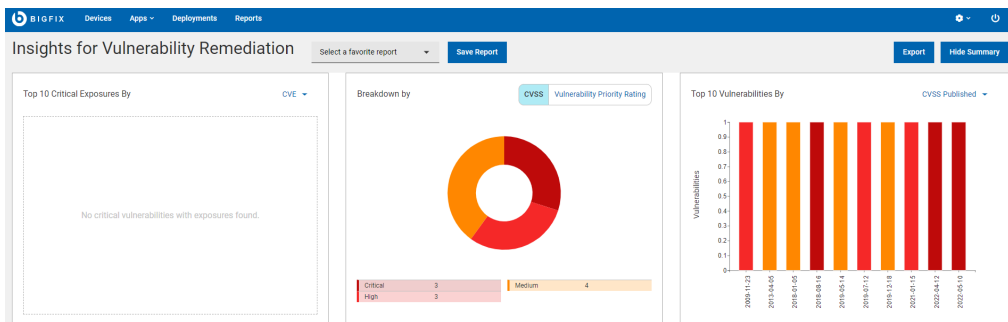 BIGFIX Devices Apps Deployments Reports
Insights for Vulnerability Remediation Select a favorite report Save Report Export Hide Summary
Top 10 Critical Exposures By CVE
No critical vulnerabilities with exposures found.
Breakdown by CVSS Vulnerability Priority Rating
Critical 3 Medium 4
High 3
Top 10 Vulnerabilities By CVSS Published
Vulnerabilities
1
0.9
0.8
0.7
0.6
0.5
0.4
0.3
0.2
0.1
0
2009-11-23
2013-04-05
2018-01-05
2018-08-16
2019-05-14
2019-07-12
2019-12-18
2021-01-15
2022-04-12
2022-05-10